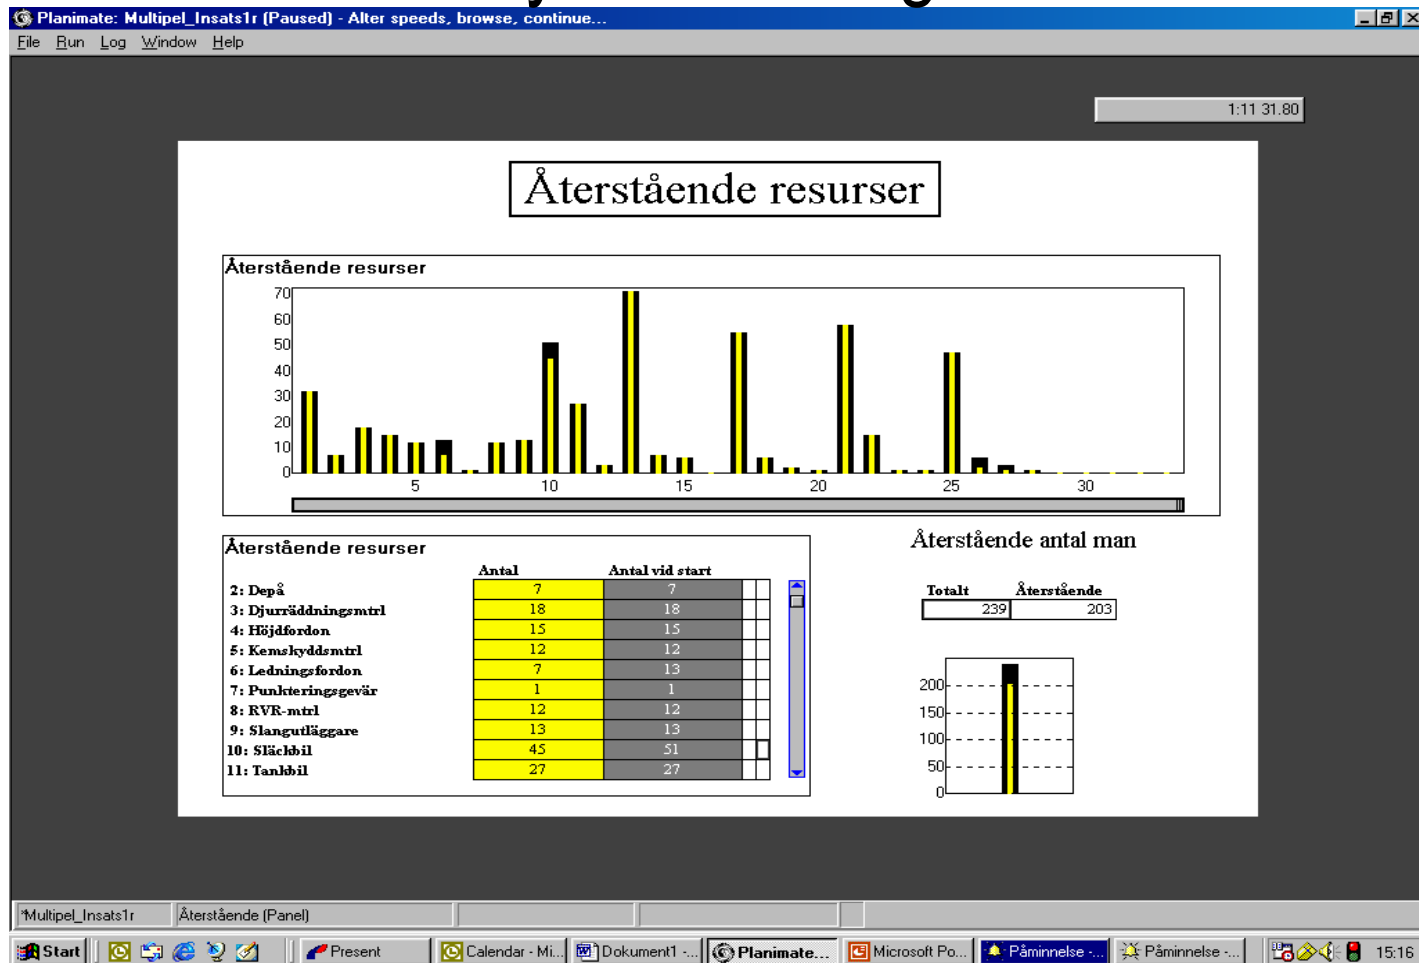 Planimate: Multipel_Insats1r (Paused) - Alter speeds, browse, continue...
File Run Log Window Help
1:11 31.80
Återstående resurser
Återstående resurser
70
60
50
40
30
20
10
0
5 10 15 20 25 30
Återstående resurser
Antal Antal vid start
2: Depå 7 7
3: Djurräddningsmtrl 18 18
4: Höjdfordon 15 15
5: Kemskyddsmtrl 12 12
6: Ledningsfordon 7 13
7: Punkteringsgevär 1 1
8: RVR-mtrl 12 12
9: Slangutläggare 13 13
10: Släckbil 45 51
11: Tankbil 27 27
Återstående antal man
Totalt Återstående
239 203
200
150
100
50
0
*Multipel_Insats1r Återstående (Panel)
Start Present Calendar - Mi... Dokument1 -... Planimate... Microsoft Po... Påminnelse -... Påminnelse -... 15:16